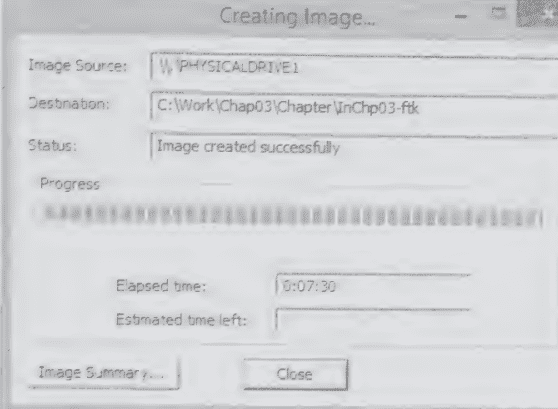 Creating Image...
Image Source: \\.\PHYSICALDRIVE1
Destination: C:\Work\Chap03\Chapter\InChp03-ftk
Status: Image created successfully
Progress
Elapsed time: 0:07:30
Estimated time left:
Image Summary...
Close